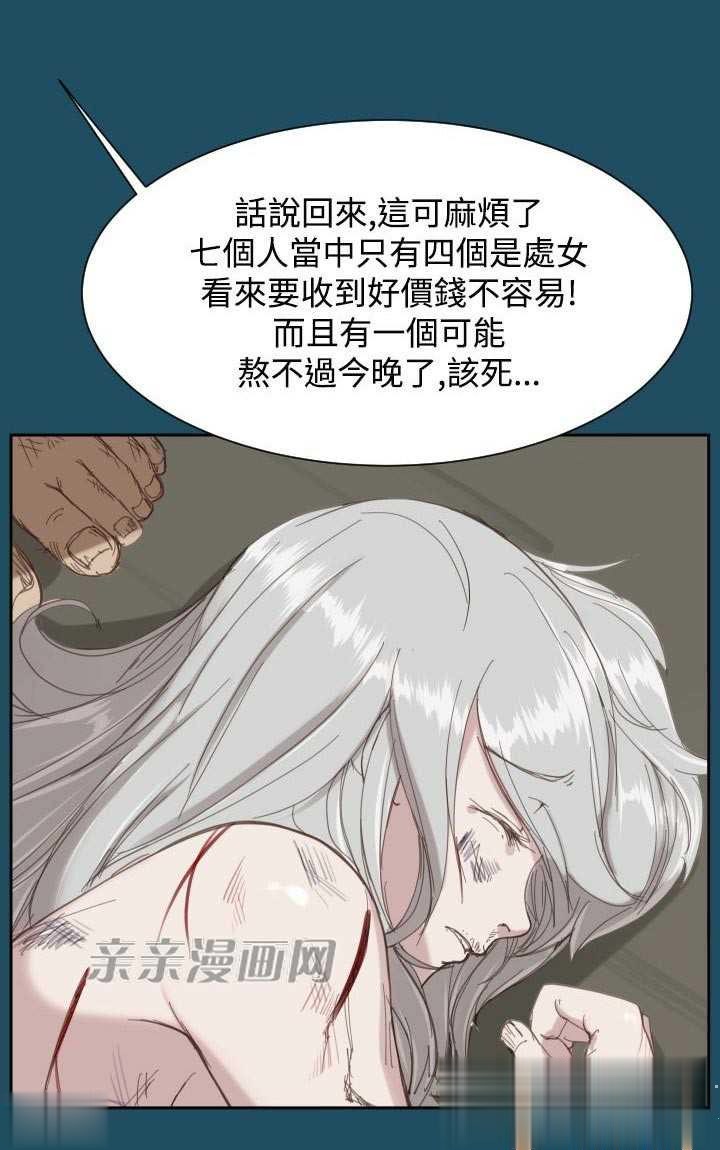 話說回來,這可麻煩了
七個人當中只有四個是處女
看來要收到好價錢不容易!
而且有一個可能
熬不過今晚了,該死...
亲亲漫画网